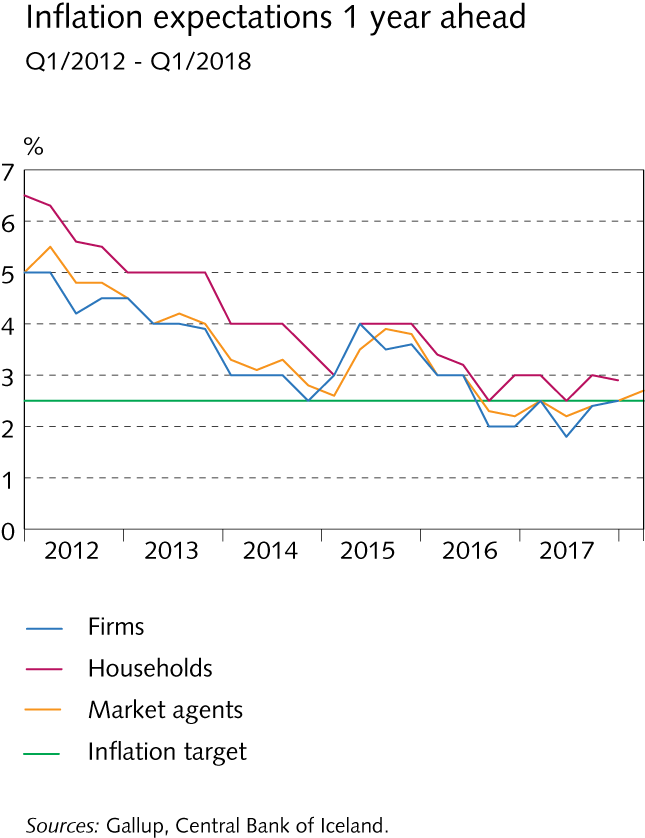 Inflation expectations 1 year ahead
Q1/2012 - Q1/2018
%
7
6
5
4
3
2
1
0
2012 2013 2014 2015 2016 2017
Firms
Households
Market agents
Inflation target
Sources: Gallup, Central Bank of Iceland.